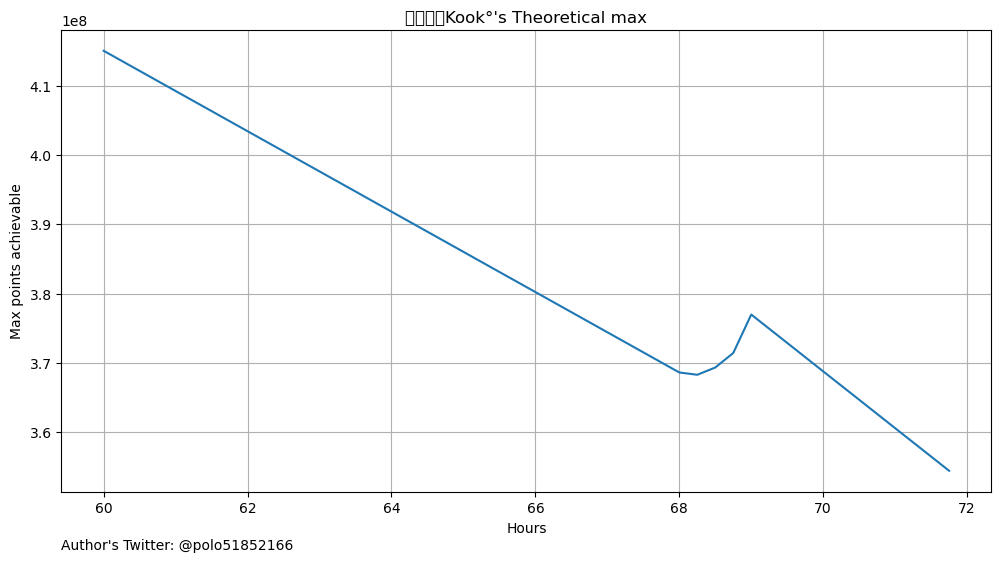 Kook°'s Theoretical max
1e8
4.1
4.0
3.9
3.8
3.7
3.6
Max points achievable
60 62 64 66 68 70 72
Hours
Author's Twitter: @polo51852166